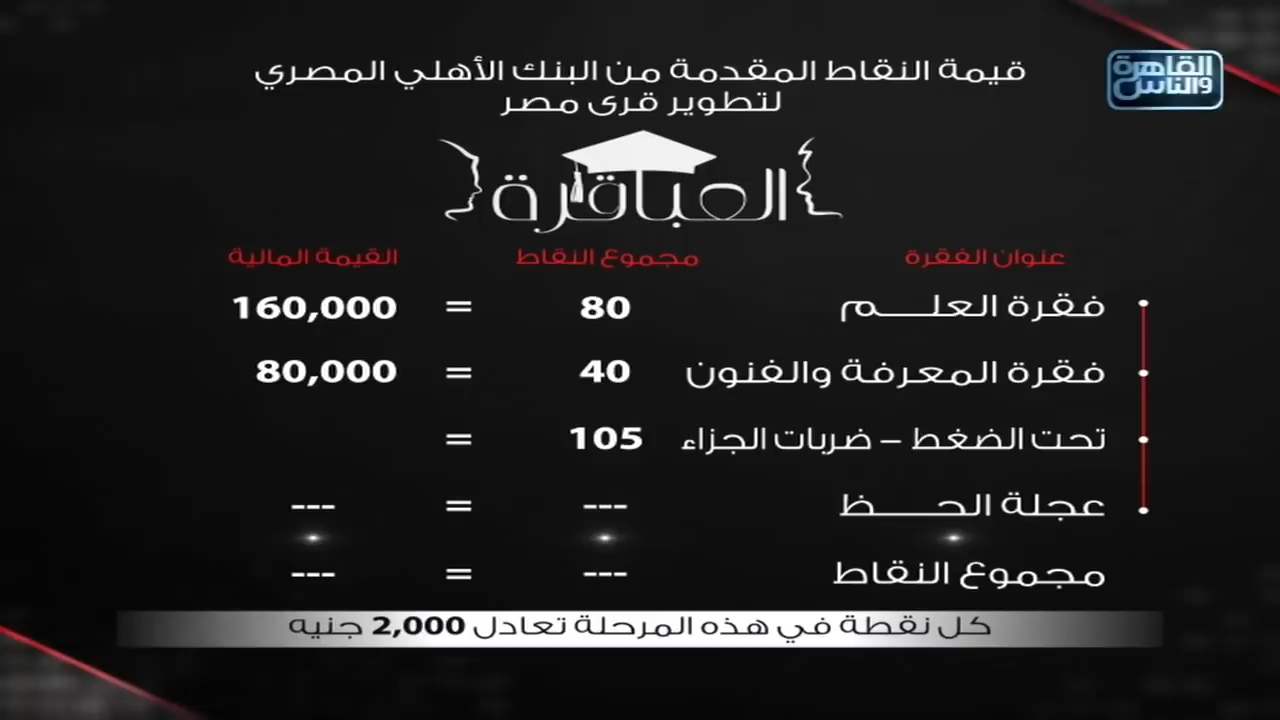 قيمة النقاط المقدمة من البنك الأهلي المصري
لتطوير قرى مصر
القاهرة
والناس
العباقرة
عنوان الفقرة مجموع النقاط القيمة المالية
فقرة العلـــــم 80 = 160,000
فقرة المعرفة والفنون 40 = 80,000
تحت الضغط – ضربات الجزاء 105 =
عجلة الحـــــظ --- = ---
مجموع النقاط --- = ---
كل نقطة في هذه المرحلة تعادل 2,000 جنيه